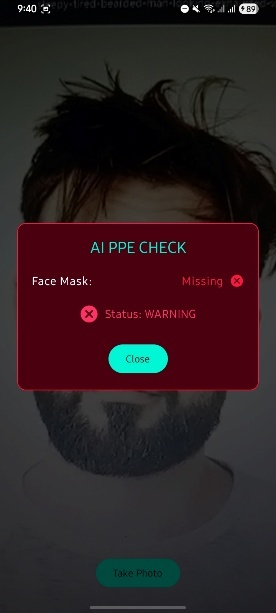 9:40
89
AI PPE CHECK
Face Mask: Missing
Status: WARNING
Close
Take Photo